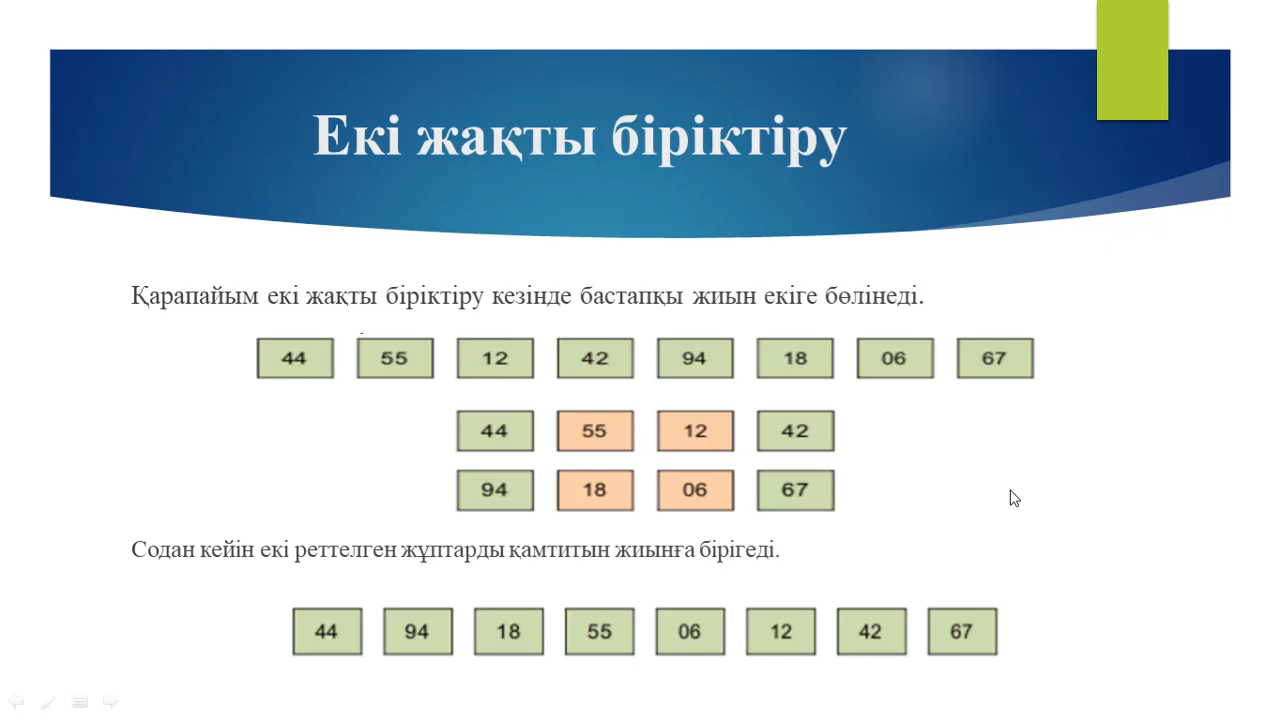 Екі жақты біріктіру
Қарапайым екі жақты біріктіру кезінде бастапқы жиын екіге бөлінеді.
44 55 12 42 94 18 06 67
44 55 12 42
94 18 06 67
Содан кейін екі реттелген жұптарды қамтитын жиынға бірігеді.
44 94 18 55 06 12 42 67